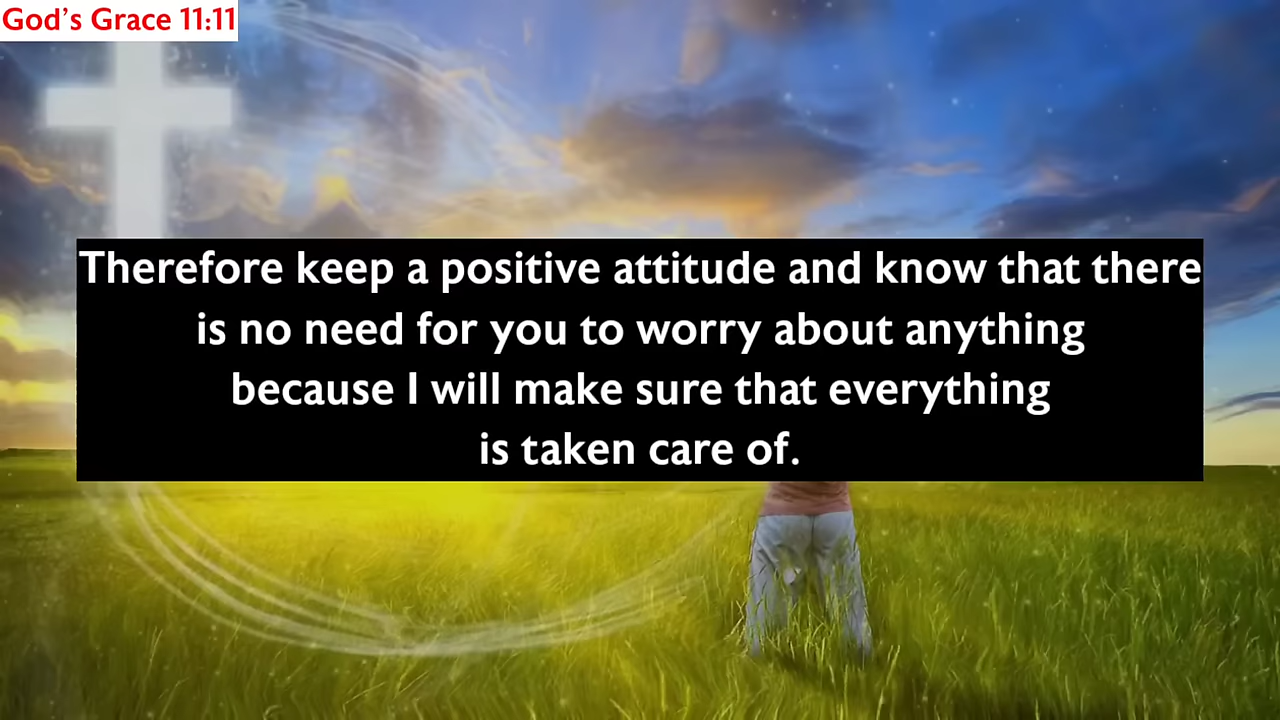 God's Grace 11:11
Therefore keep a positive attitude and know that there
is no need for you to worry about anything
because I will make sure that everything
is taken care of.